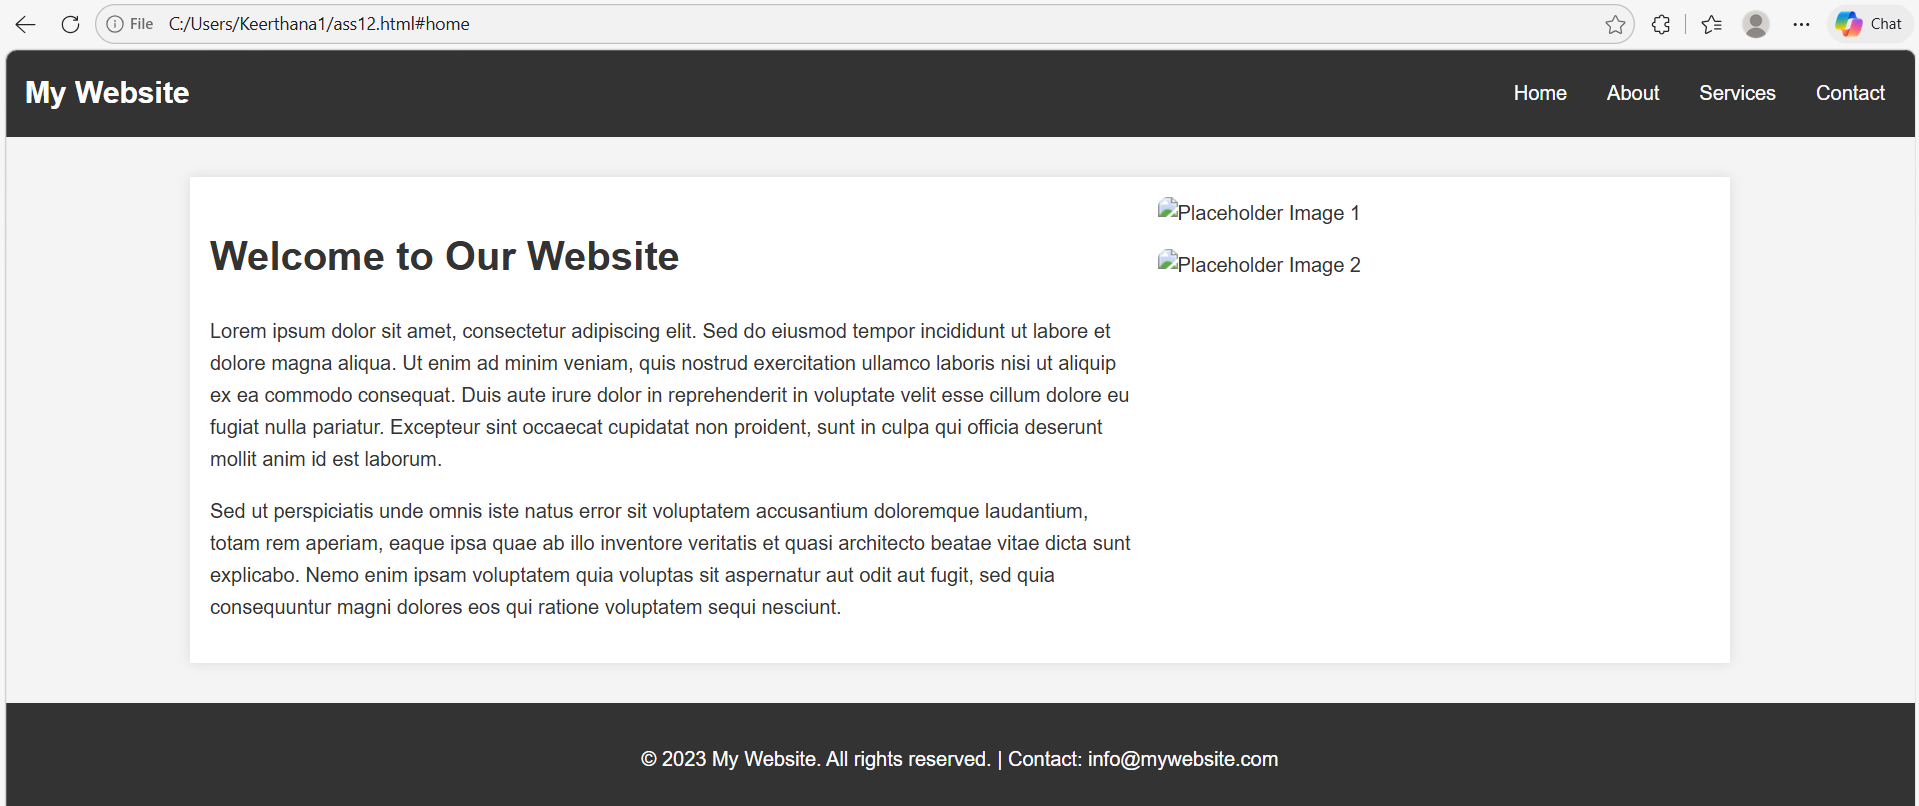 File C:/Users/Keerthana1/ass12.html#home
Chat
My Website
Home About Services Contact
Welcome to Our Website
Lorem ipsum dolor sit amet, consectetur adipiscing elit. Sed do eiusmod tempor incididunt ut labore et
dolore magna aliqua. Ut enim ad minim veniam, quis nostrud exercitation ullamco laboris nisi ut aliquip
ex ea commodo consequat. Duis aute irure dolor in reprehenderit in voluptate velit esse cillum dolore eu
fugiat nulla pariatur. Excepteur sint occaecat cupidatat non proident, sunt in culpa qui officia deserunt
mollit anim id est laborum.
Sed ut perspiciatis unde omnis iste natus error sit voluptatem accusantium doloremque laudantium,
totam rem aperiam, eaque ipsa quae ab illo inventore veritatis et quasi architecto beatae vitae dicta sunt
explicabo. Nemo enim ipsam voluptatem quia voluptas sit aspernatur aut odit aut fugit, sed quia
consequuntur magni dolores eos qui ratione voluptatem sequi nesciunt.
Placeholder Image 1
Placeholder Image 2
© 2023 My Website. All rights reserved. | Contact: info@mywebsite.com